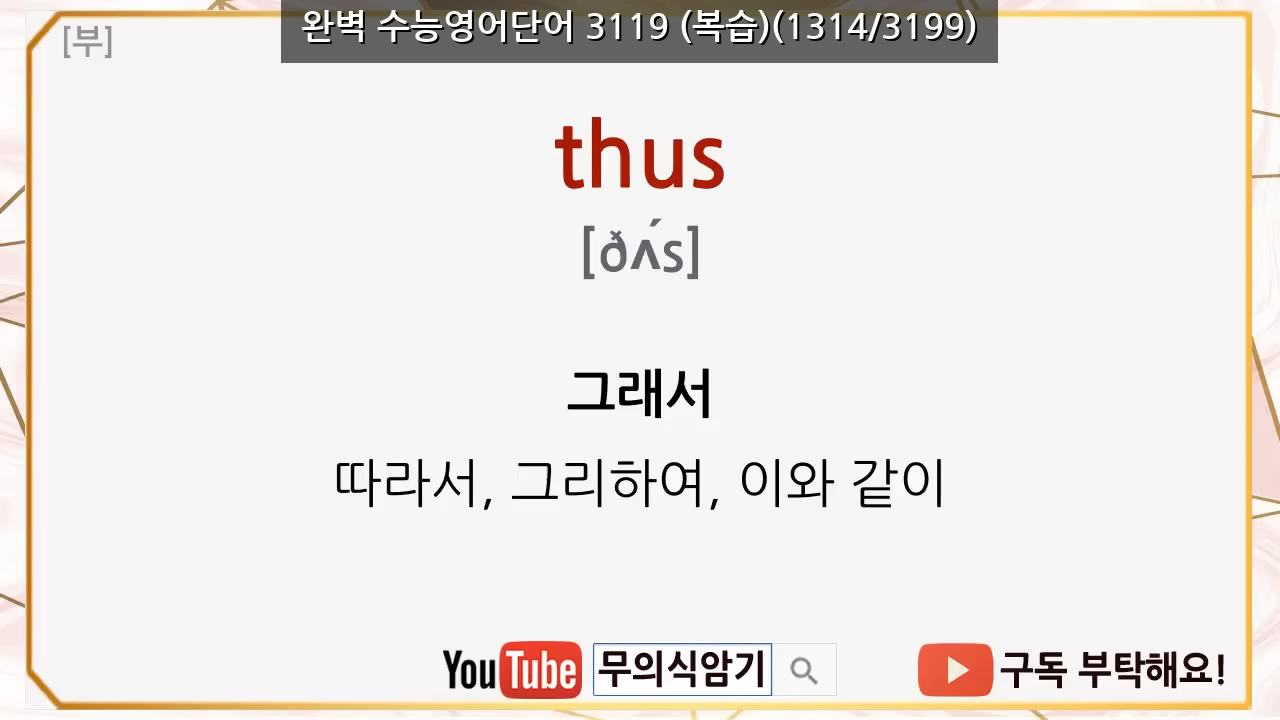 완벽 수능영어단어 3119 (복습)(1314/3199)
[부]
thus
[ðʌ́s]
그래서
따라서, 그리하여, 이와 같이
YouTube 무의식암기 구독 부탁해요!